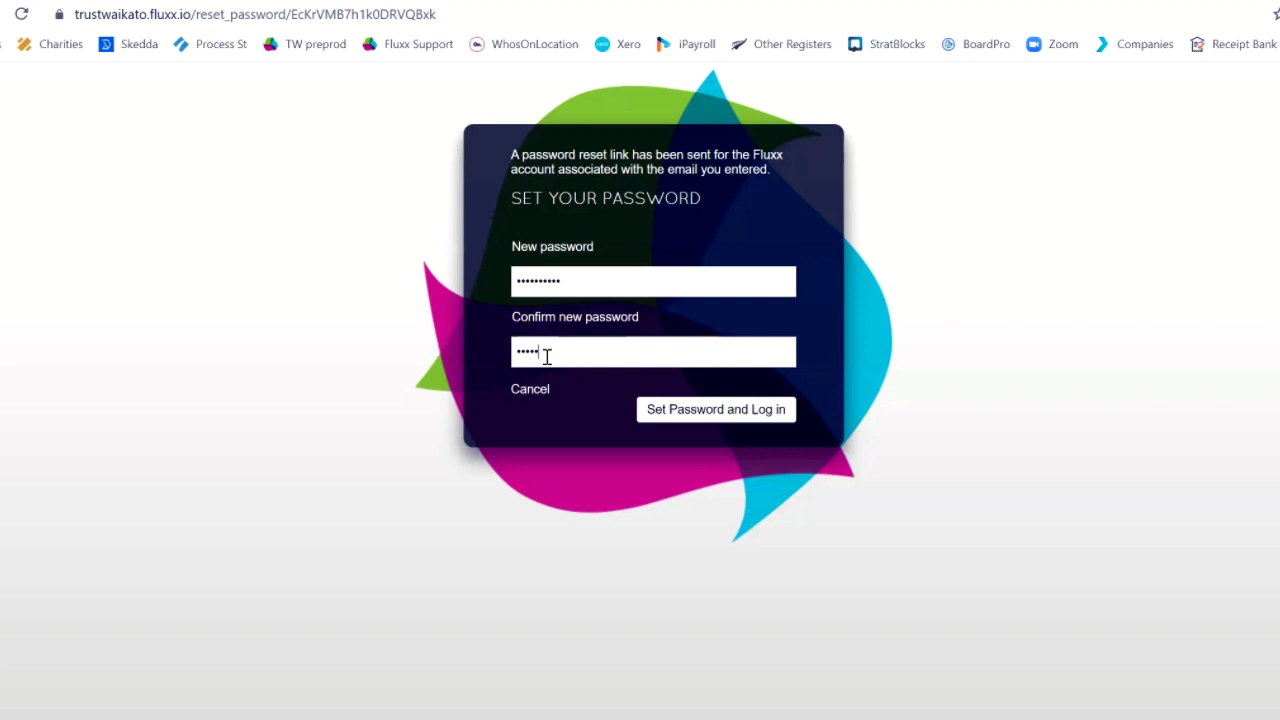 trustwaikato.fluxx.io/reset_password/EcKrVMB7h1k0DRVQBxk
Charities Skedda Process St TW preprod Fluxx Support WhosOnLocation Xero iPayroll Other Registers StratBlocks BoardPro Zoom Companies Receipt Bank
A password reset link has been sent for the Fluxx
account associated with the email you entered.
SET YOUR PASSWORD
New password
••••••••••
Confirm new password
•••••
Cancel
Set Password and Log in